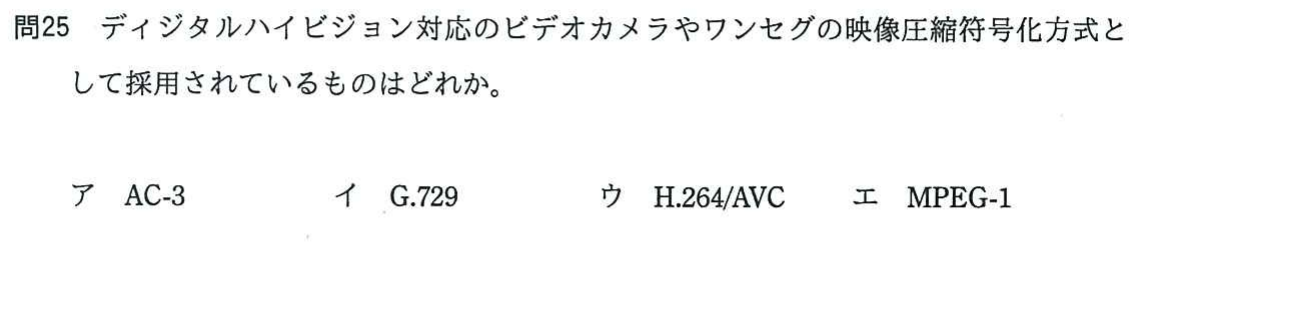 問25　ディジタルハイビジョン対応のビデオカメラやワンセグの映像圧縮符号化方式と
して採用されているものはどれか。
ア　AC-3　イ　G.729　ウ　H.264/AVC　エ　MPEG-1